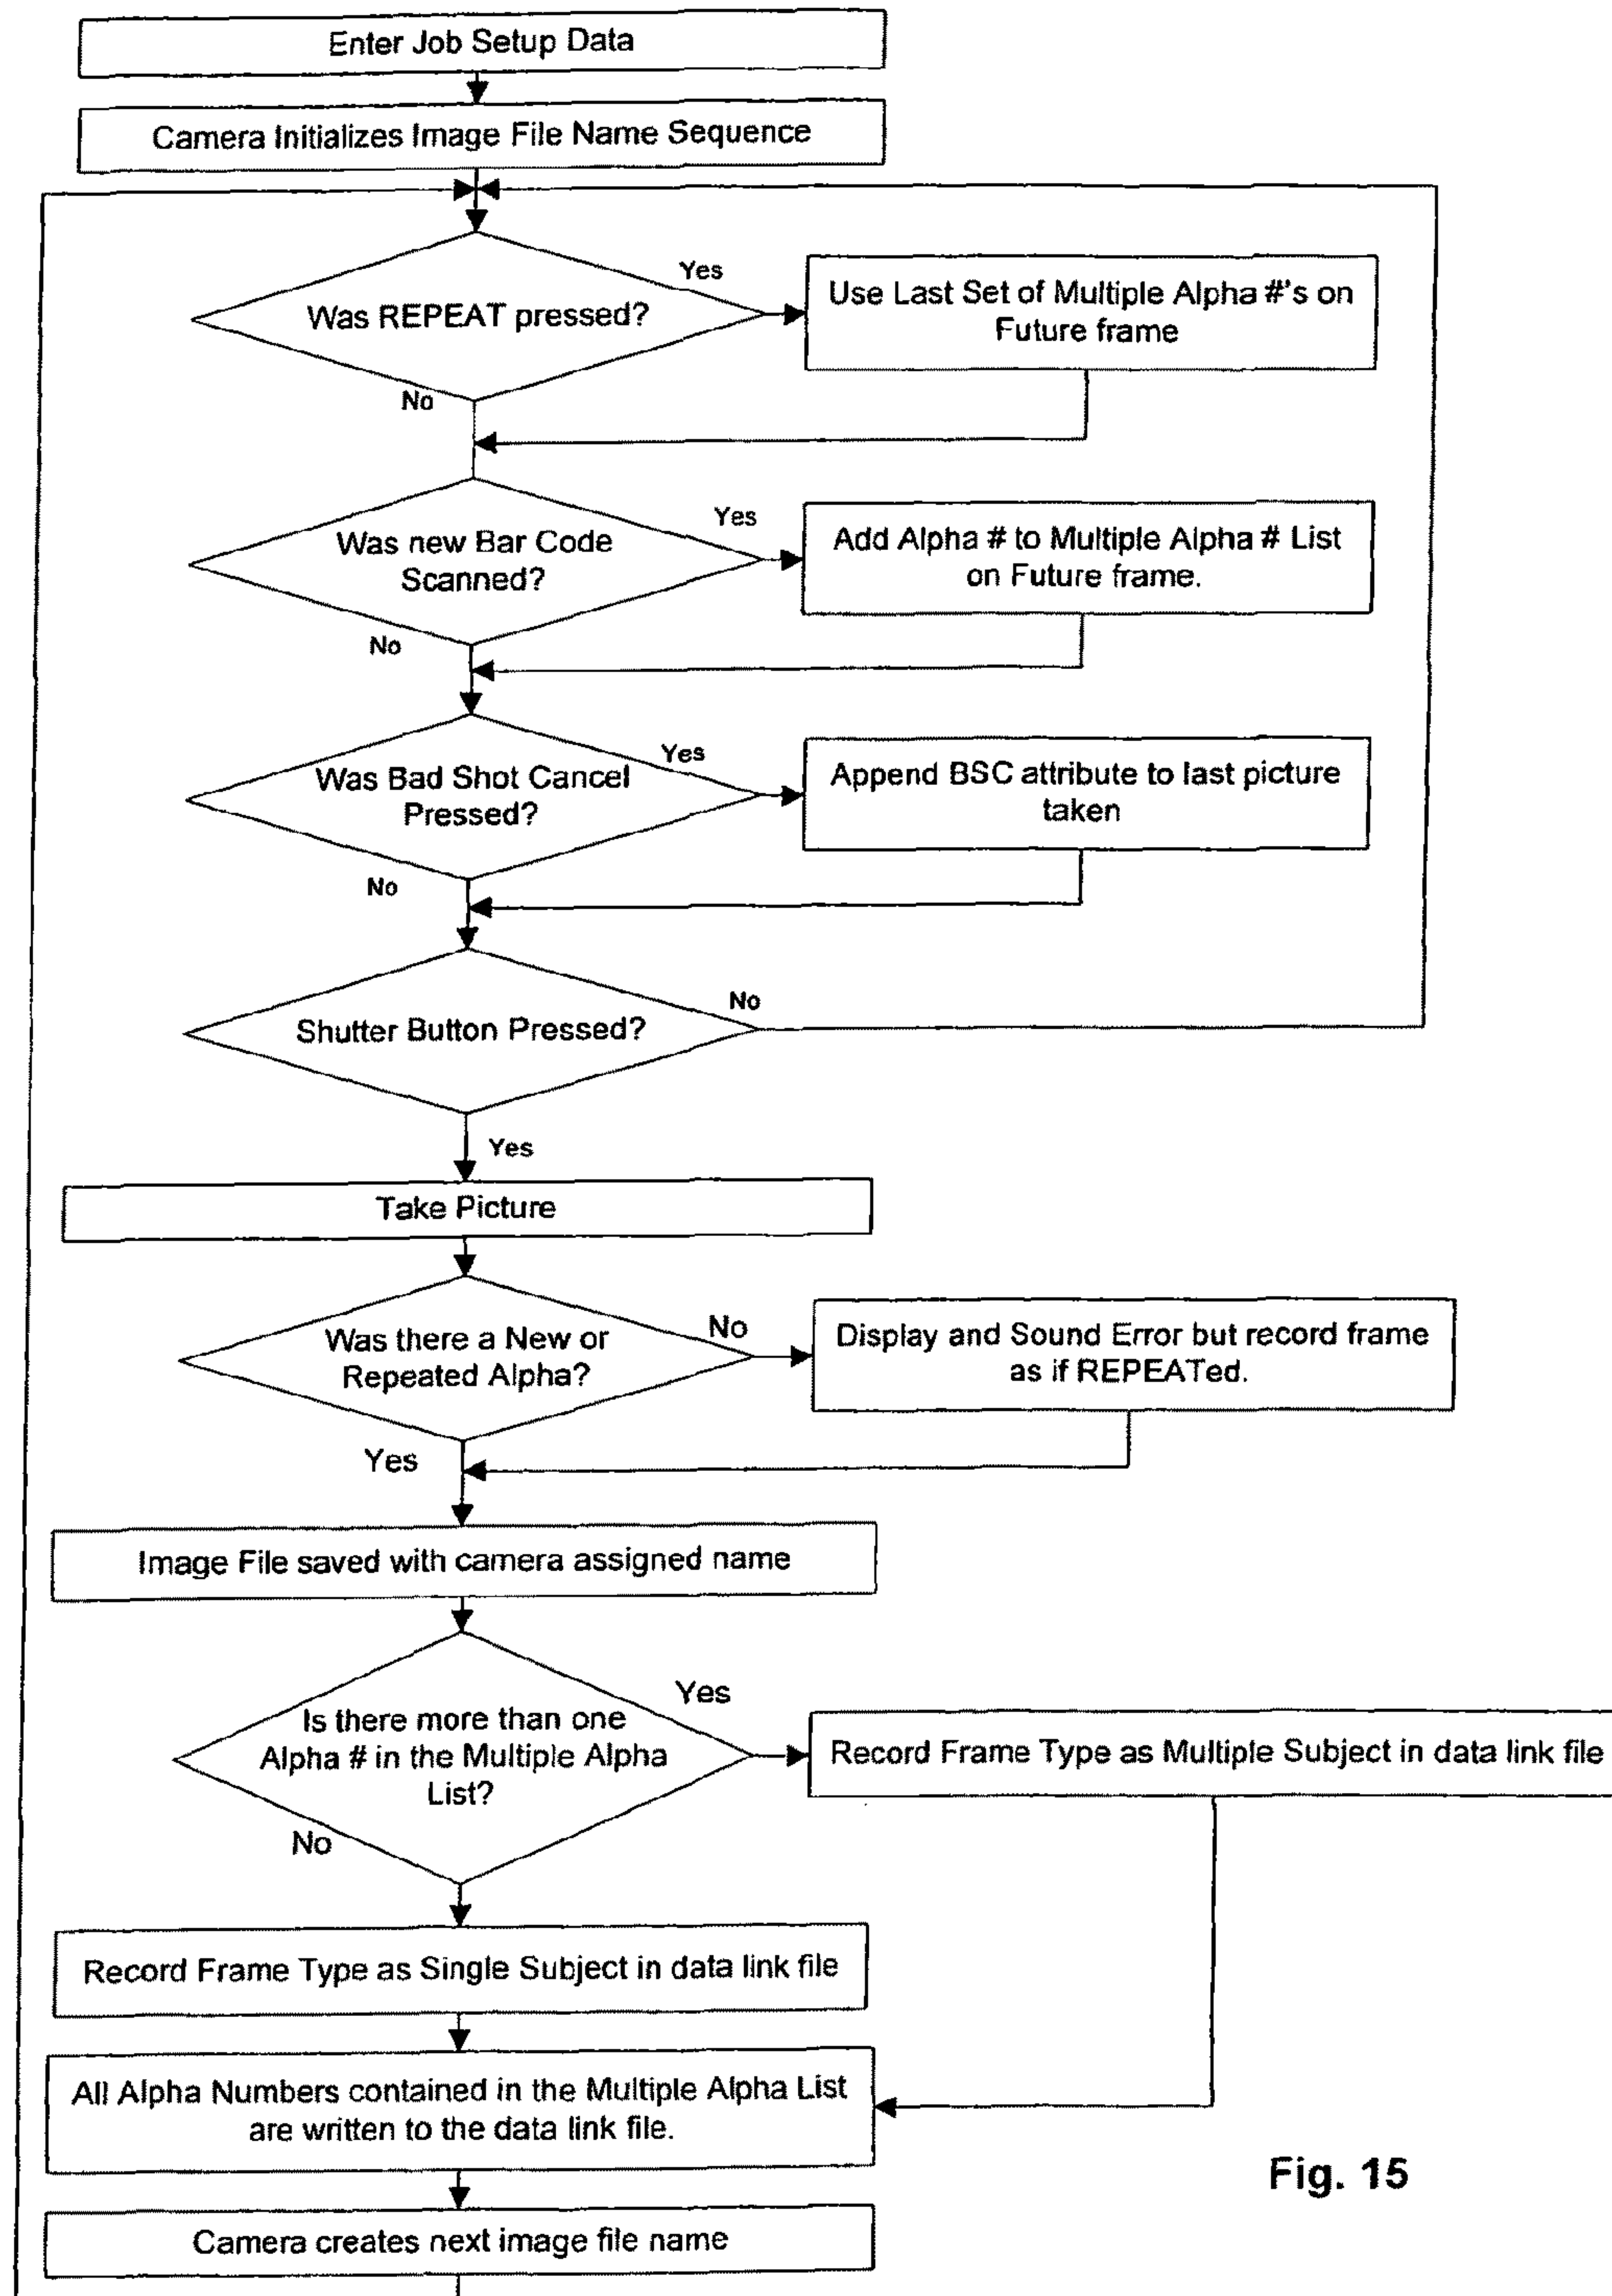 Enter Job Setup Data
Camera Initializes Image File Name Sequence
Was REPEAT pressed?
Yes
Use Last Set of Multiple Alpha #'s on
Future frame
No
Was new Bar Code
Scanned?
Yes
Add Alpha # to Multiple Alpha # List
on Future frame.
No
Was Bad Shot Cancel
Pressed?
Yes
Append BSC attribute to last picture
taken
No
Shutter Button Pressed?
No
Yes
Take Picture
Was there a New or
Repeated Alpha?
No
Display and Sound Error but record frame
as if REPEATed.
Yes
Image File saved with camera assigned name
Is there more than one
Alpha # in the Multiple Alpha
List?
Yes
Record Frame Type as Multiple Subject in data link file
No
Record Frame Type as Single Subject in data link file
All Alpha Numbers contained in the Multiple Alpha List
are written to the data link file.
Camera creates next image file name
Fig. 15